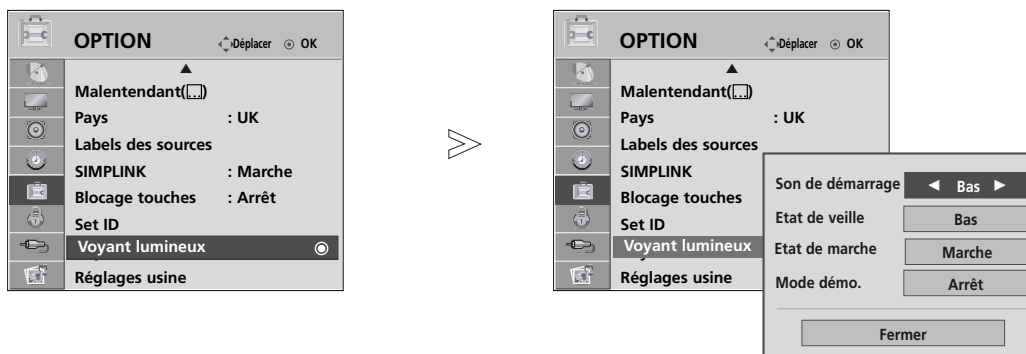 OPTION Déplacer OK
Malentendant( )
Pays : UK
Labels des sources
SIMPLINK : Marche
Blocage touches : Arrêt
Set ID
Voyant lumineux
Réglages usine
OPTION Déplacer OK
Malentendant( )
Pays : UK
Labels des sources
SIMPLINK
Blocage touches
Set ID
Voyant lumineux
Réglages usine
Son de démarrage ◄ Bas ►
Etat de veille Bas
Etat de marche Marche
Mode démo. Arrêt
Fermer